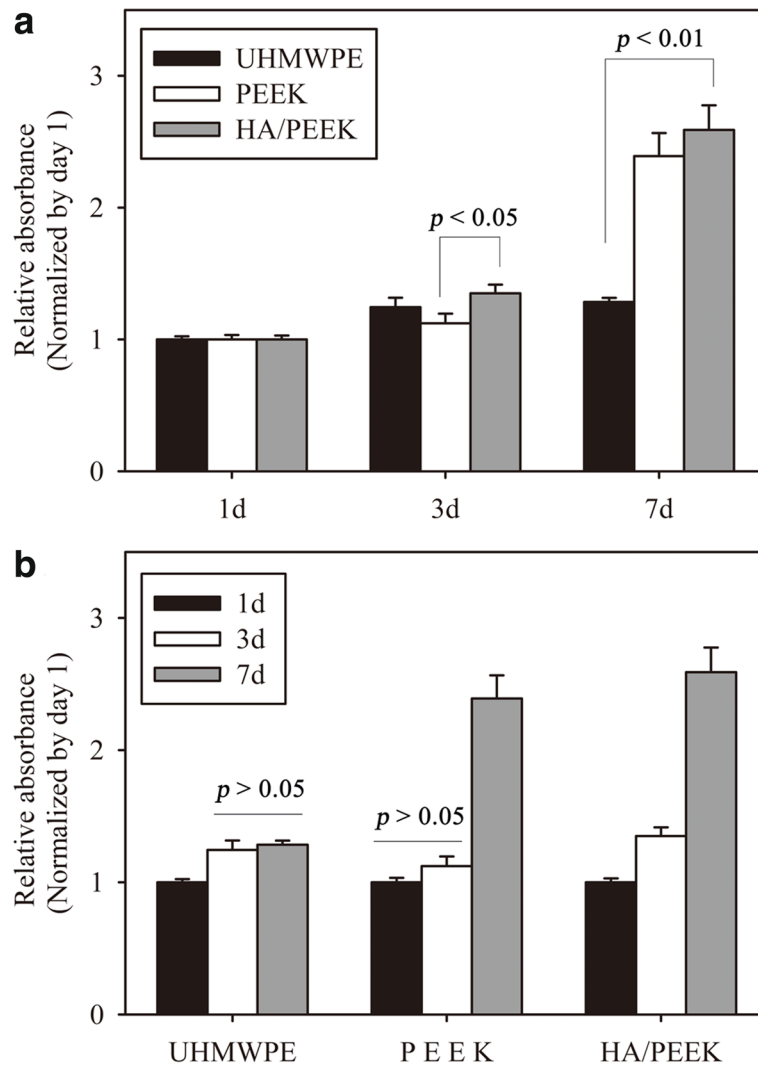 a
UHMWPE
PEEK
HA/PEEK
p < 0.01
p < 0.05
3
2
1
0
Relative absorbance
(Normalized by day 1)
1d
3d
7d
b
1d
3d
7d
p > 0.05
p > 0.05
3
2
1
0
Relative absorbance
(Normalized by day 1)
UHMWPE
P E E K
HA/PEEK